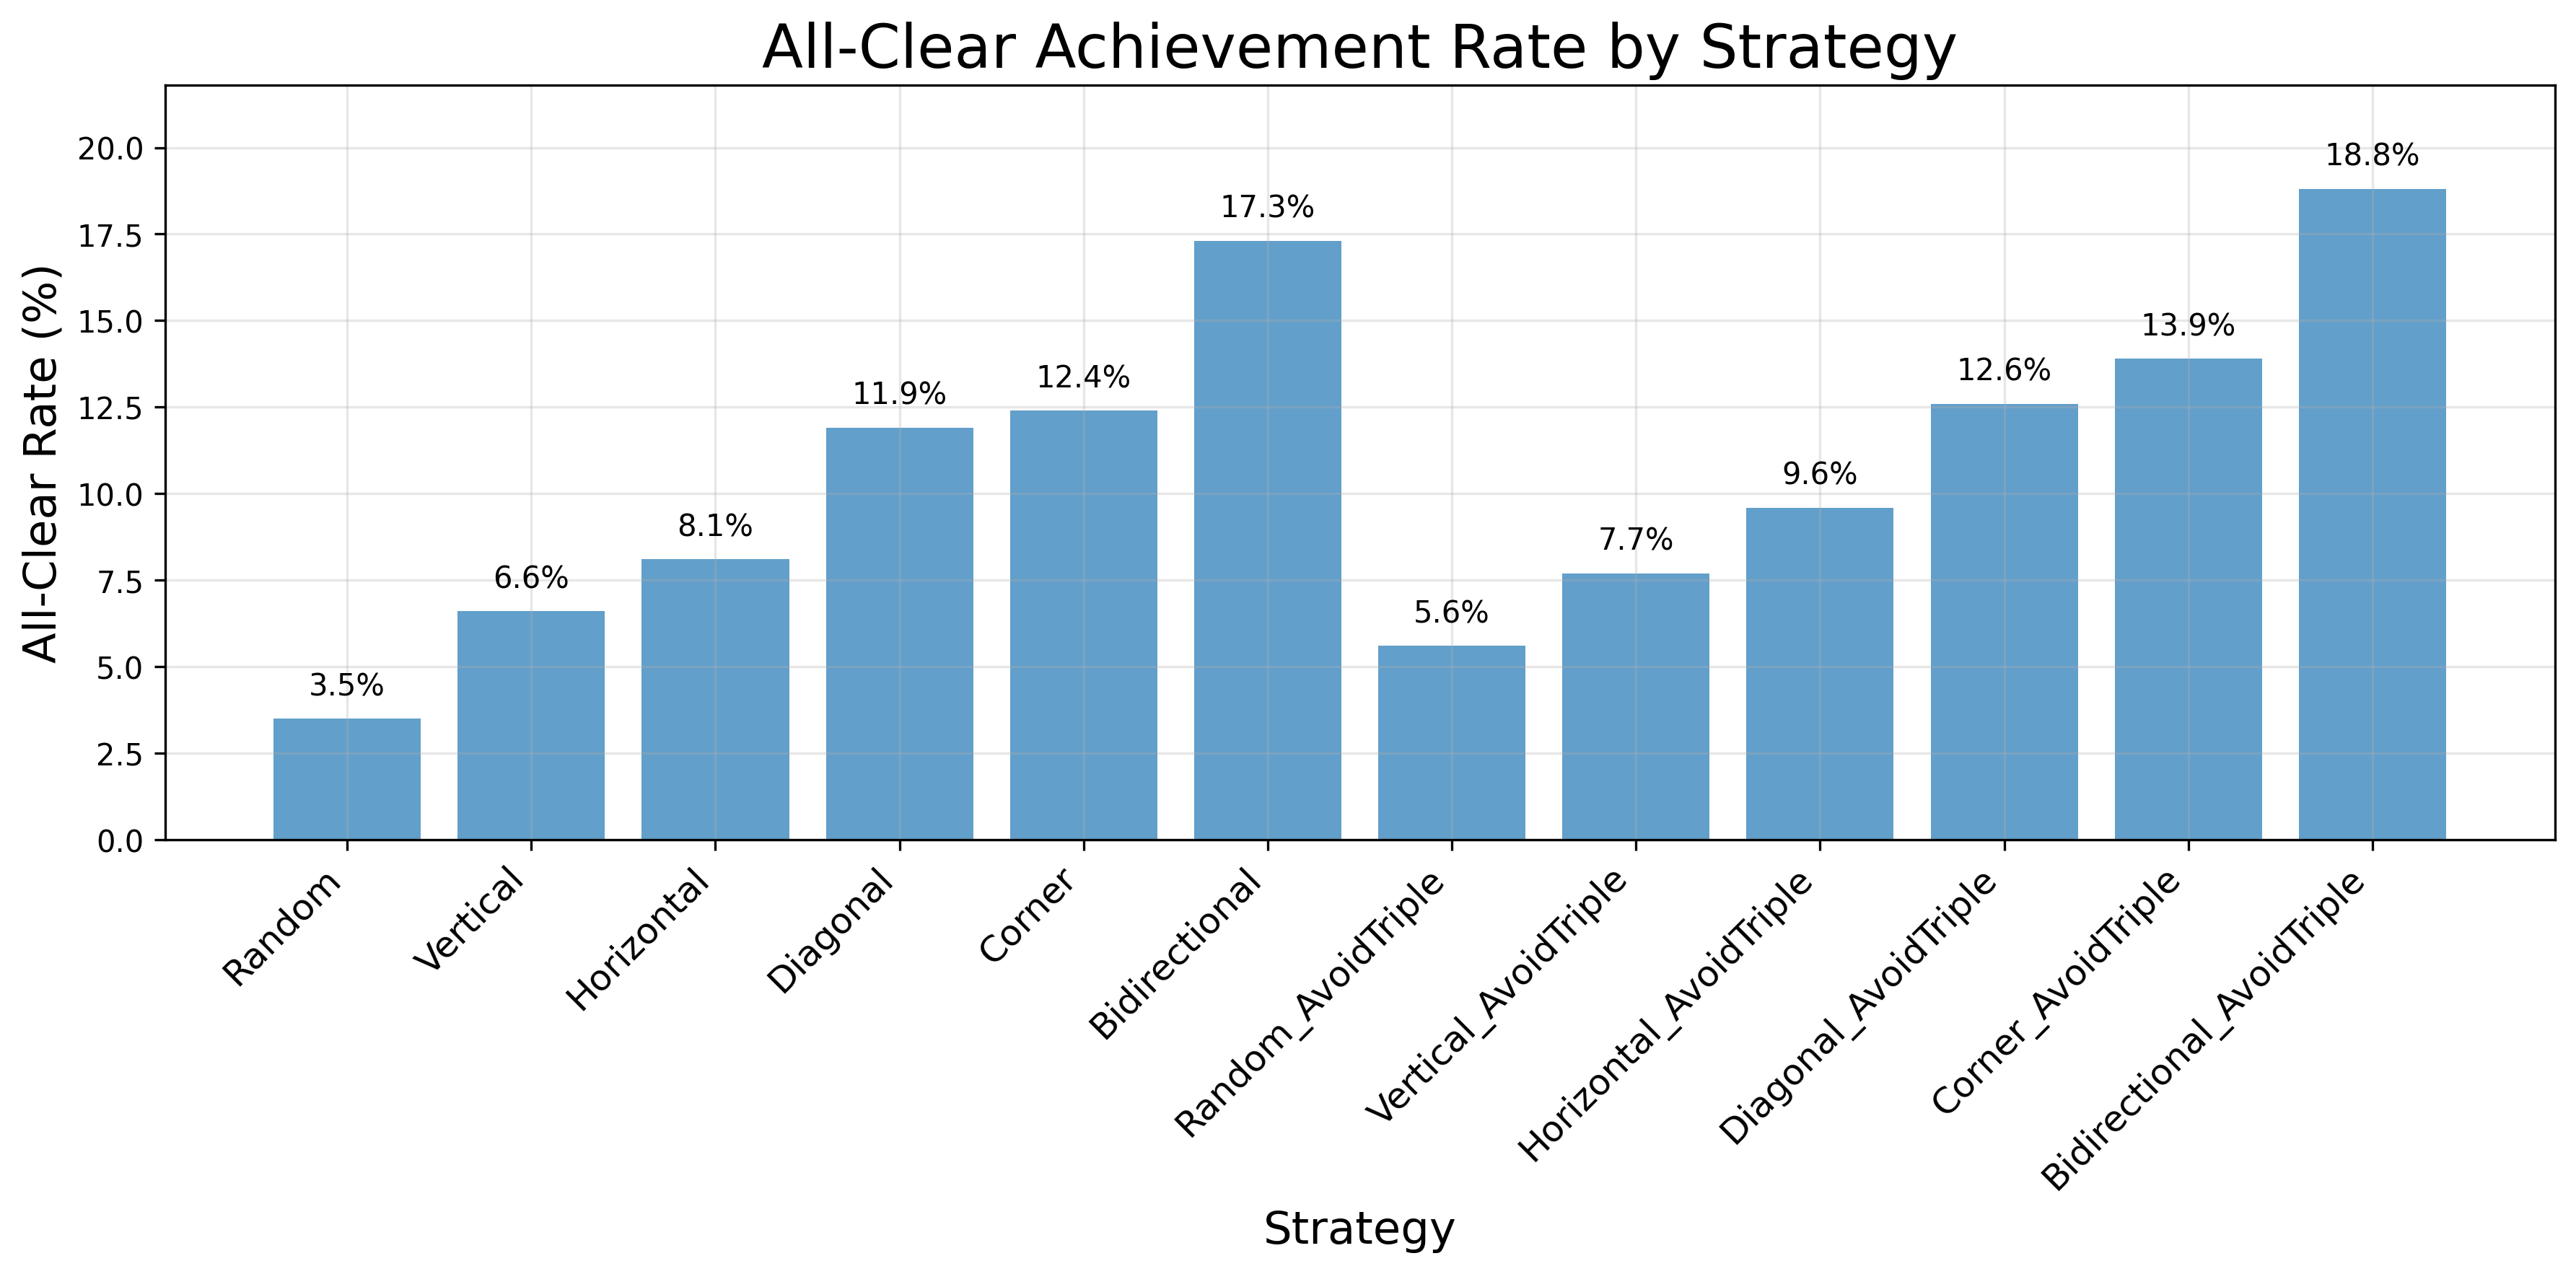 All-Clear Achievement Rate by Strategy
All-Clear Rate (%)
20.0
17.5
15.0
12.5
10.0
7.5
5.0
2.5
0.0
3.5%
6.6%
8.1%
11.9%
12.4%
17.3%
5.6%
7.7%
9.6%
12.6%
13.9%
18.8%
Random
Vertical
Horizontal
Diagonal
Corner
Bidirectional
Random_AvoidTriple
Vertical_AvoidTriple
Horizontal_AvoidTriple
Diagonal_AvoidTriple
Corner_AvoidTriple
Bidirectional_AvoidTriple
Strategy